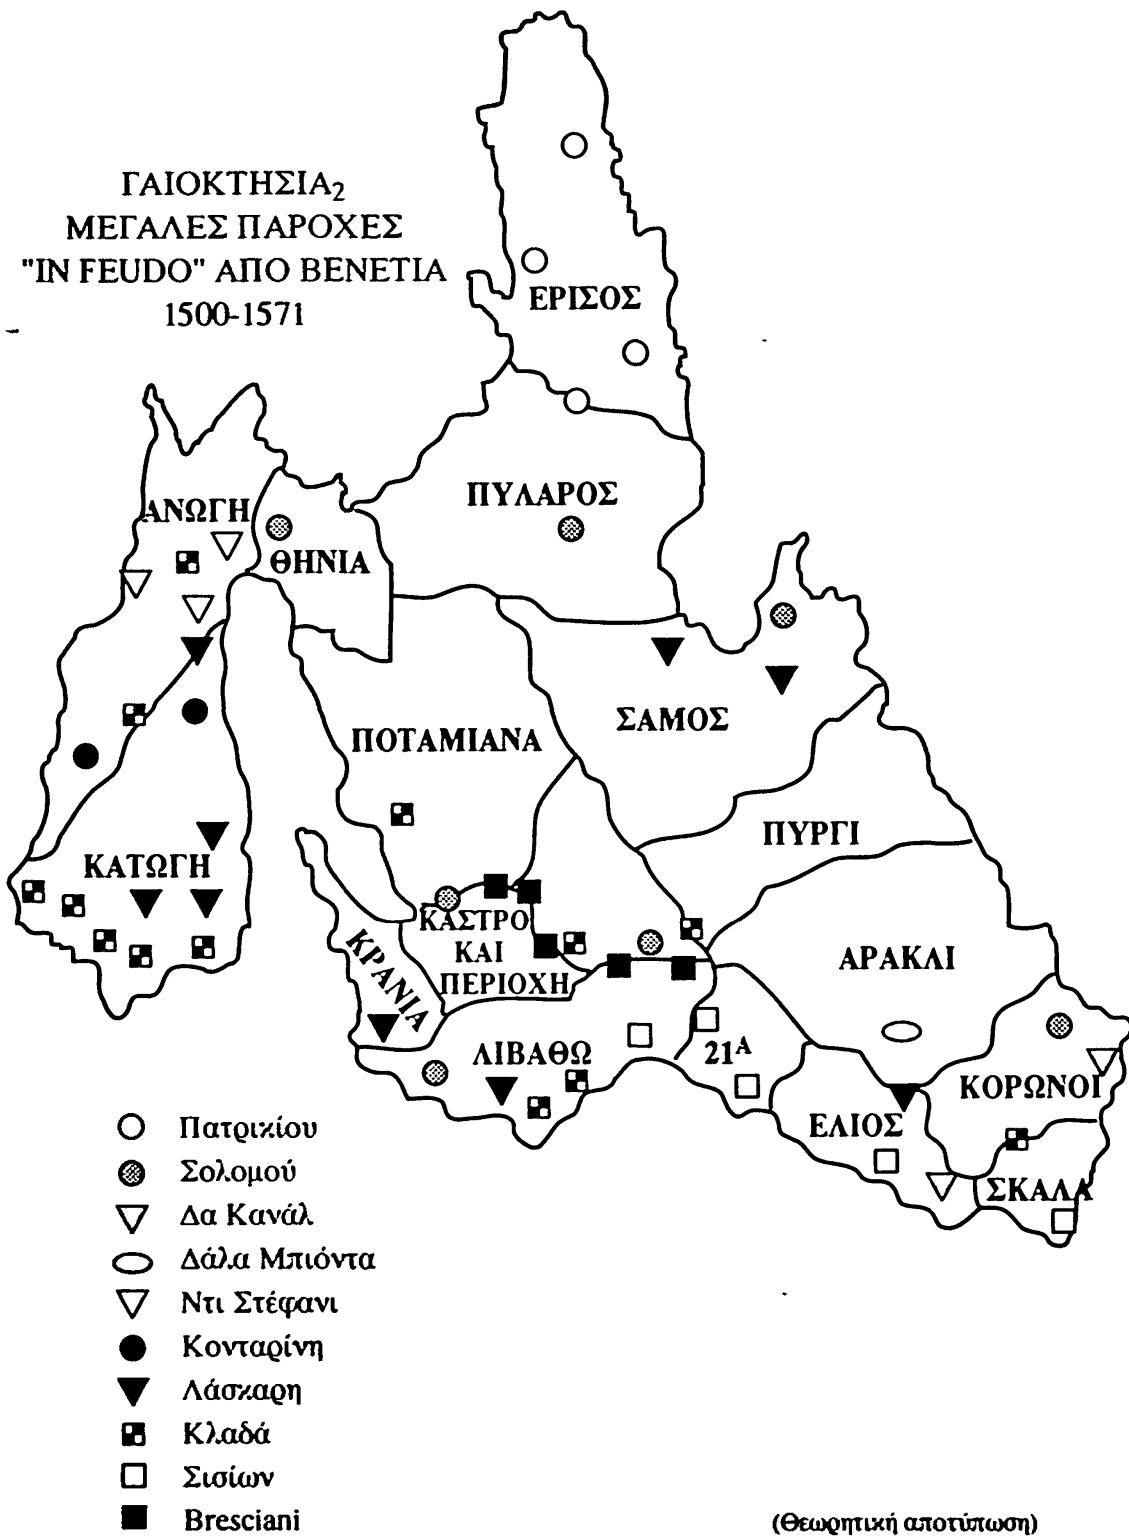 ΓΑΙΟΚΤΗΣΙΑ2
ΜΕΓΑΛΕΣ ΠΑΡΟΧΕΣ
"IN FEUDO" ΑΠΟ ΒΕΝΕΤΙΑ
1500-1571
ΕΡΙΣΟΣ
ΠΥΛΑΡΟΣ
ΑΝΩΓΗ
ΘΗΝΙΑ
ΣΑΜΟΣ
ΠΟΤΑΜΙΑΝΑ
ΠΥΡΓΙ
ΚΑΤΩΓΗ
ΚΑΣΤΡΟ
ΚΑΙ
ΠΕΡΙΟΧΗ
ΚΡΑΝΙΑ
ΑΡΑΚΛΙ
ΛΙΒΑΘΩ
21Α
ΚΟΡΩΝΟΙ
ΕΛΙΟΣ
ΣΚΑΛΑ
Πατρικίου
Σολομού
Δα Κανάλ
Δάλα Μπιόντα
Ντι Στέφανι
Κονταρίνη
Λάσκαρη
Κλαδά
Σισίων
Bresciani
(Θεωρητική αποτύπωση)